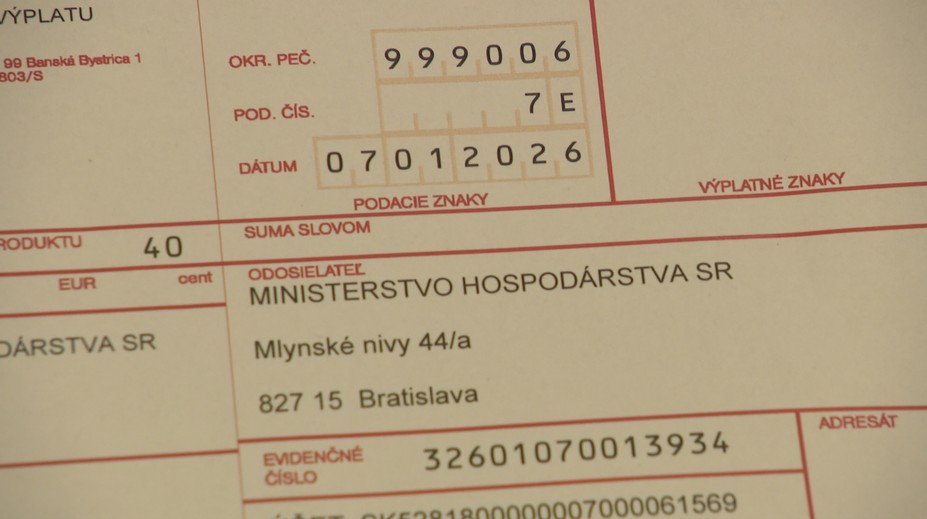 VÝPLATU
99 Banská Bystrica 1
803/S
OKR. PEČ. 999006
POD. ČÍS. 7 E
DÁTUM 07012026
PODACIE ZNAKY
VÝPLATNÉ ZNAKY
RODUKTU 40
SUMA SLOVOM
EUR cent
ODOSIELATEĽ
MINISTERSTVO HOSPODÁRSTVA SR
DÁRSTVA SR
Mlynské nivy 44/a
827 15 Bratislava
ADRESÁT
EVIDENČNÉ
ČÍSLO
32601070013934